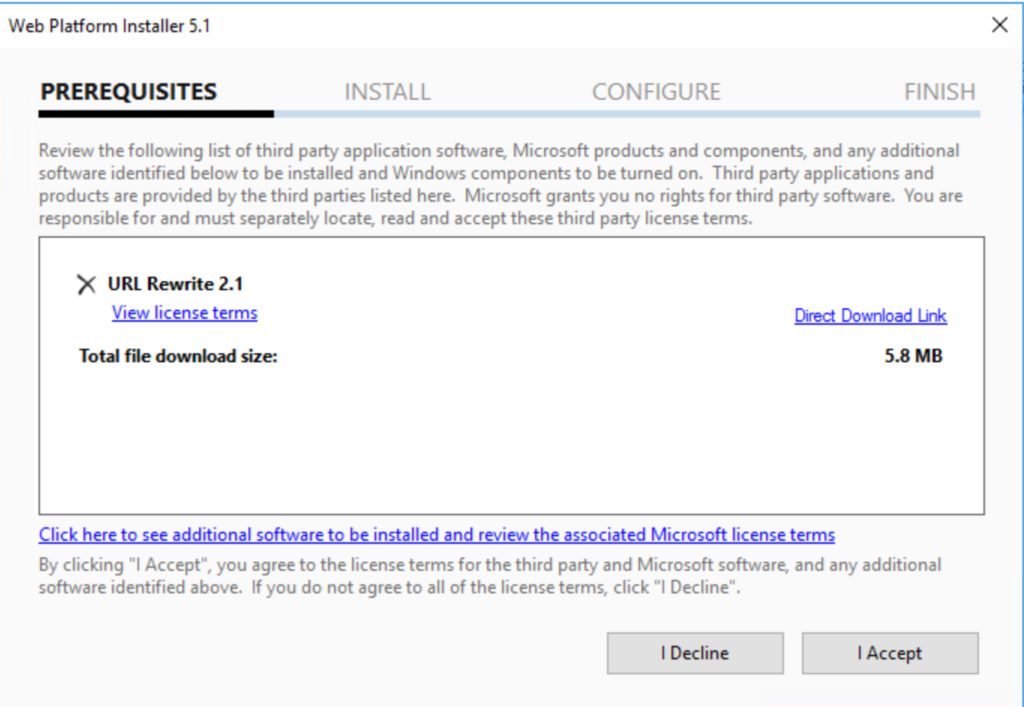 Web Platform Installer 5.1
PREREQUISITES INSTALL CONFIGURE FINISH
Review the following list of third party application software, Microsoft products and components, and any additional
software identified below to be installed and Windows components to be turned on.  Third party applications and
products are provided by the third parties listed here.  Microsoft grants you no rights for third party software.  You are
responsible for and must separately locate, read and accept these third party license terms.
URL Rewrite 2.1
View license terms Direct Download Link
Total file download size: 5.8 MB
Click here to see additional software to be installed and review the associated Microsoft license terms
By clicking "I Accept", you agree to the license terms for the third party and Microsoft software, and any additional
software identified above.  If you do not agree to all of the license terms, click "I Decline".
I Decline I Accept